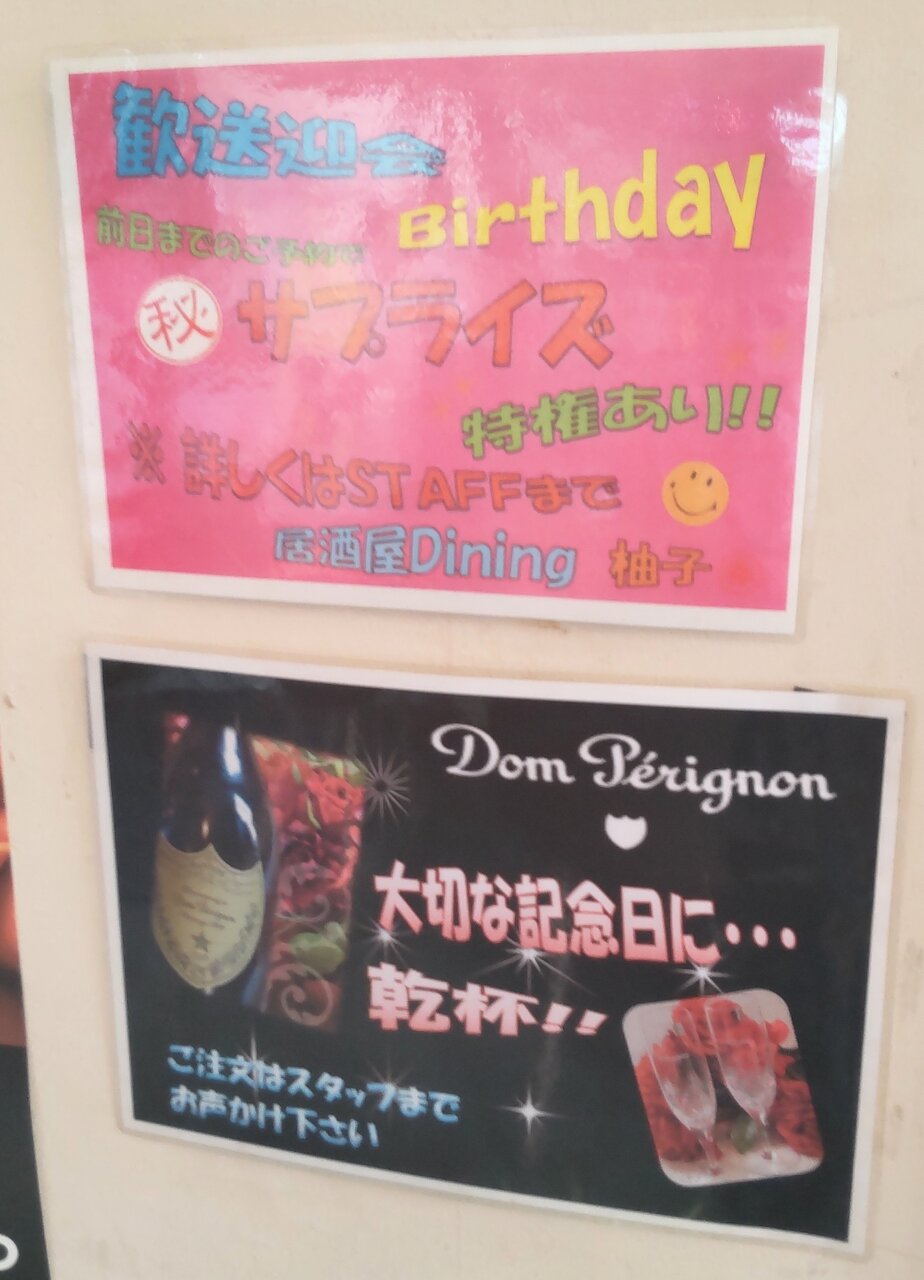 歓送迎会
Birthday
前日までのご予約で
㊙ サプライズ
特権あり!!
※ 詳しくはSTAFFまで
居酒屋Dining 柚子
Dom Pérignon
大切な記念日に・・・
乾杯!!
ご注文はスタッフまで
お声かけ下さい